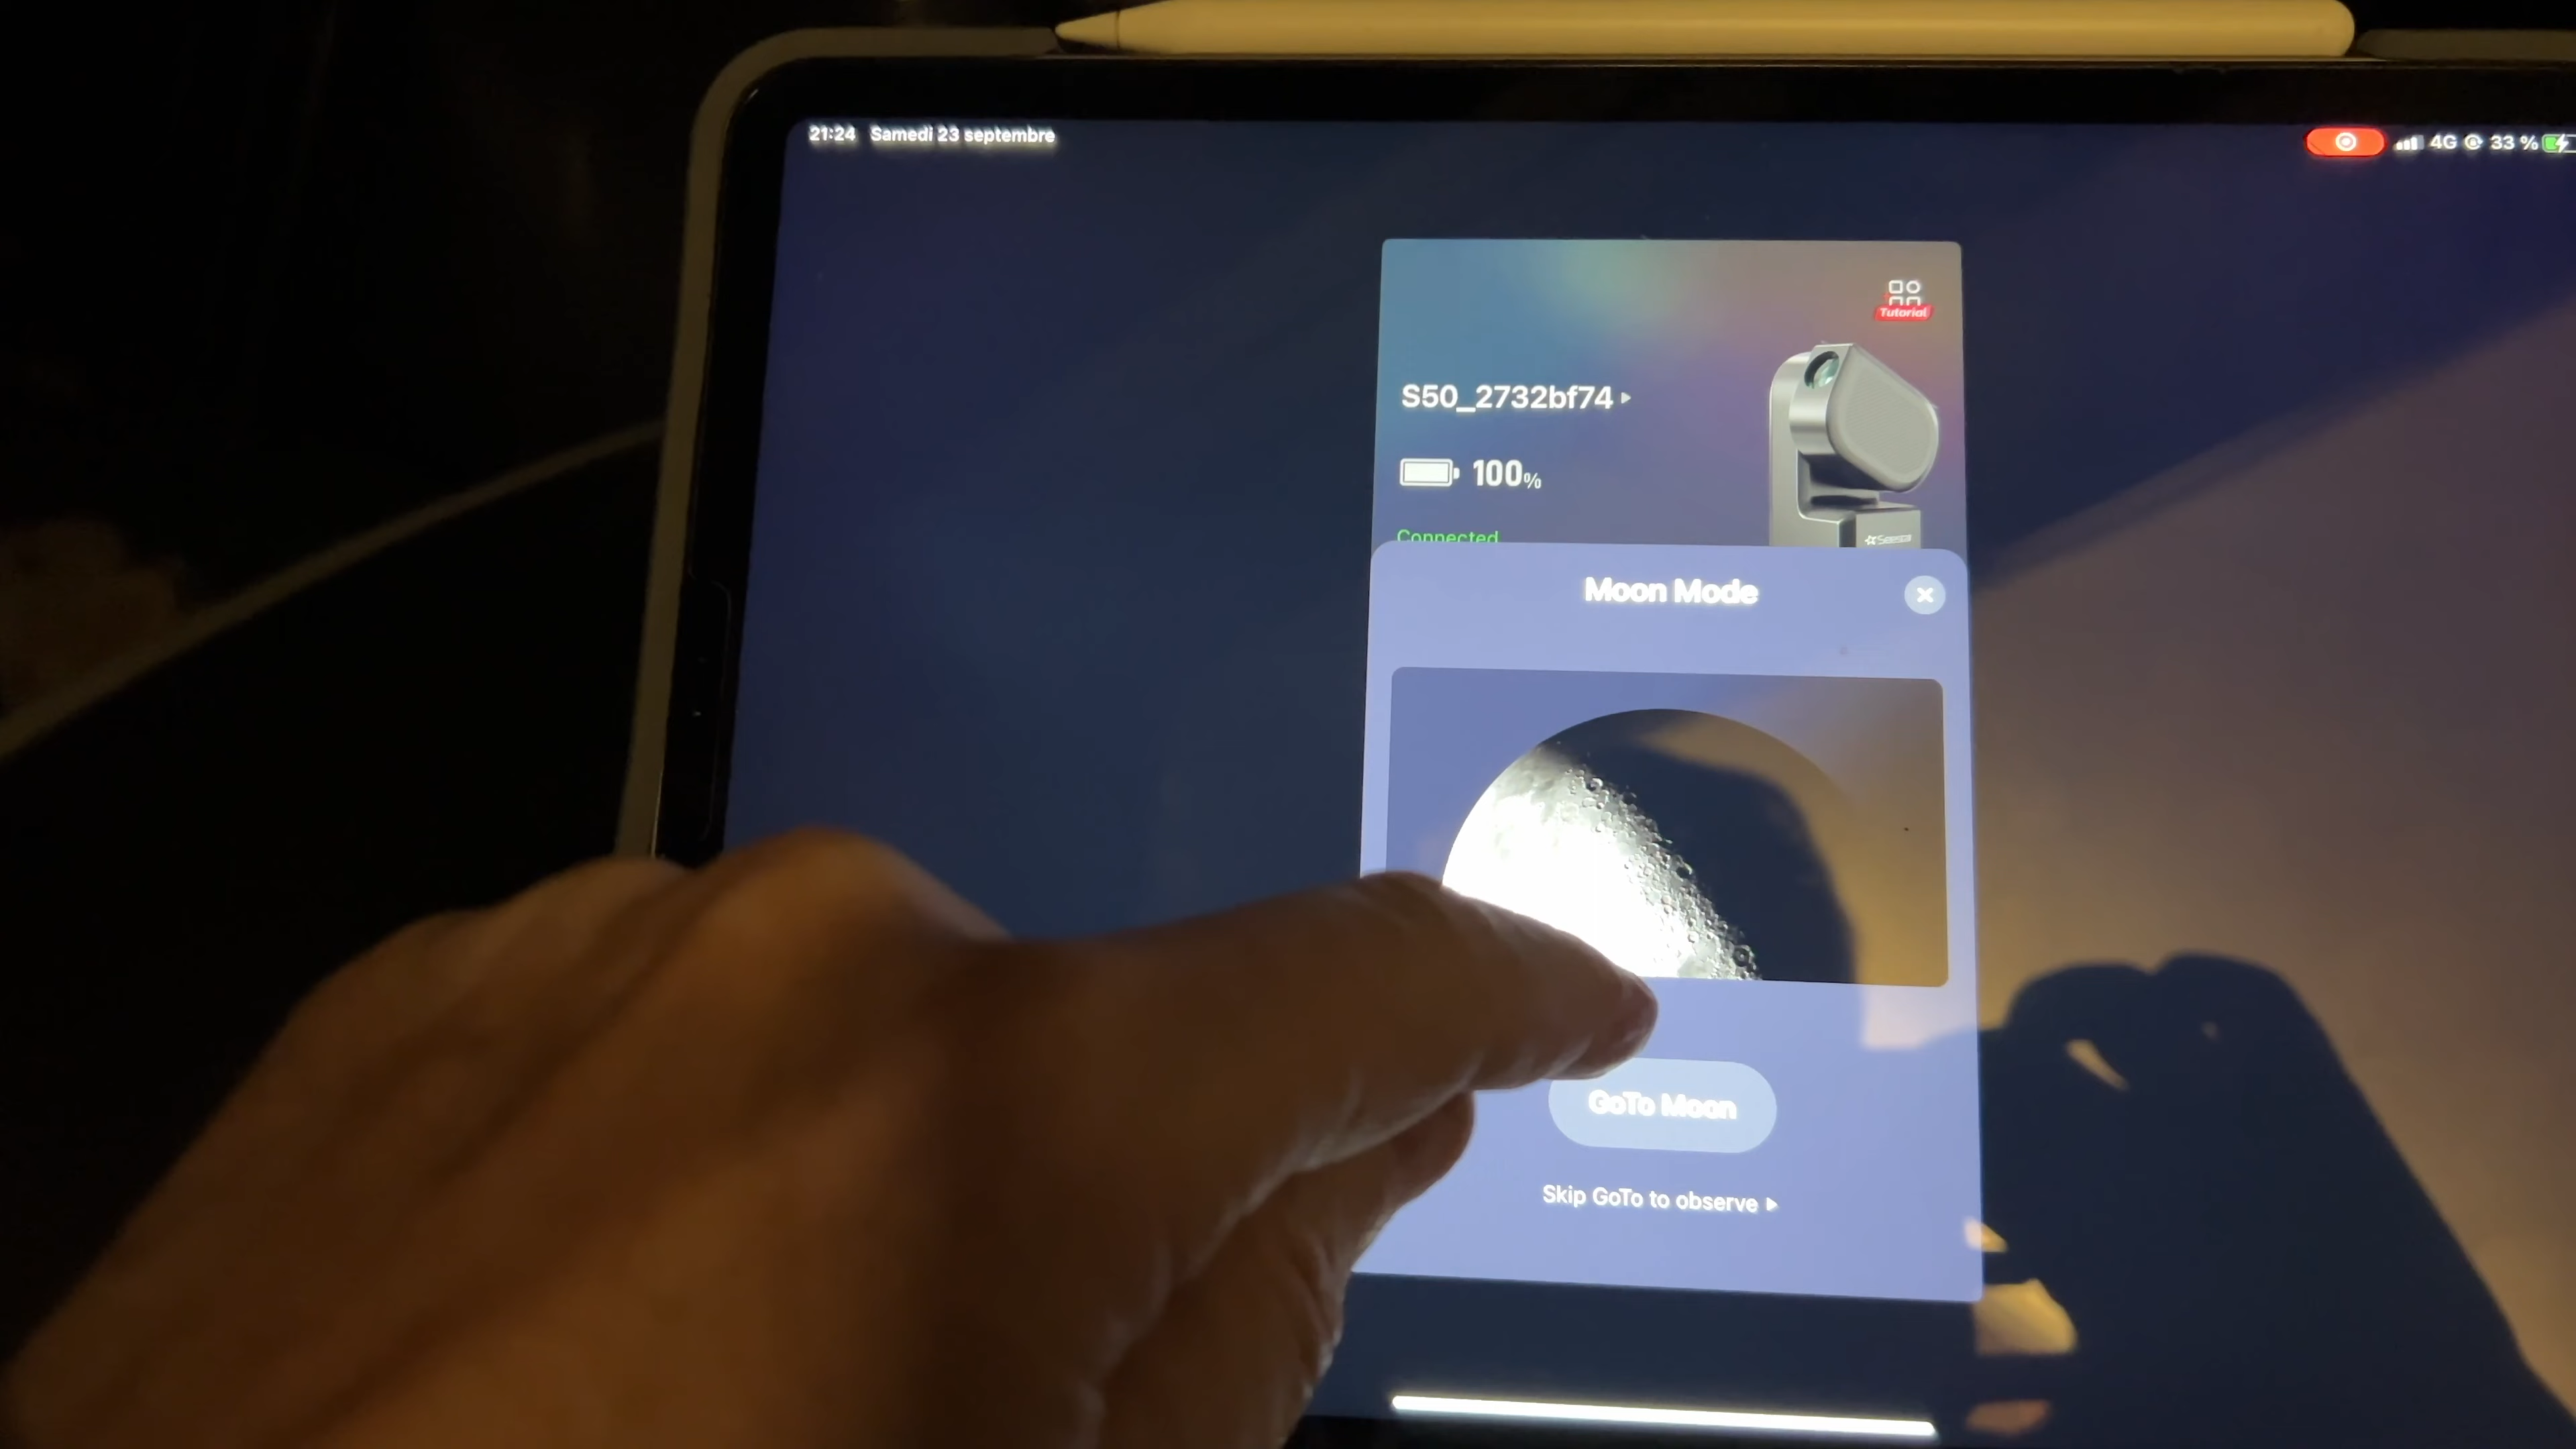 21:24 Samedi 23 septembre
4G 33 %
Tutorial
S50_2732bf74
100%
Connected
Moon Mode
GoTo Moon
Skip GoTo to observe